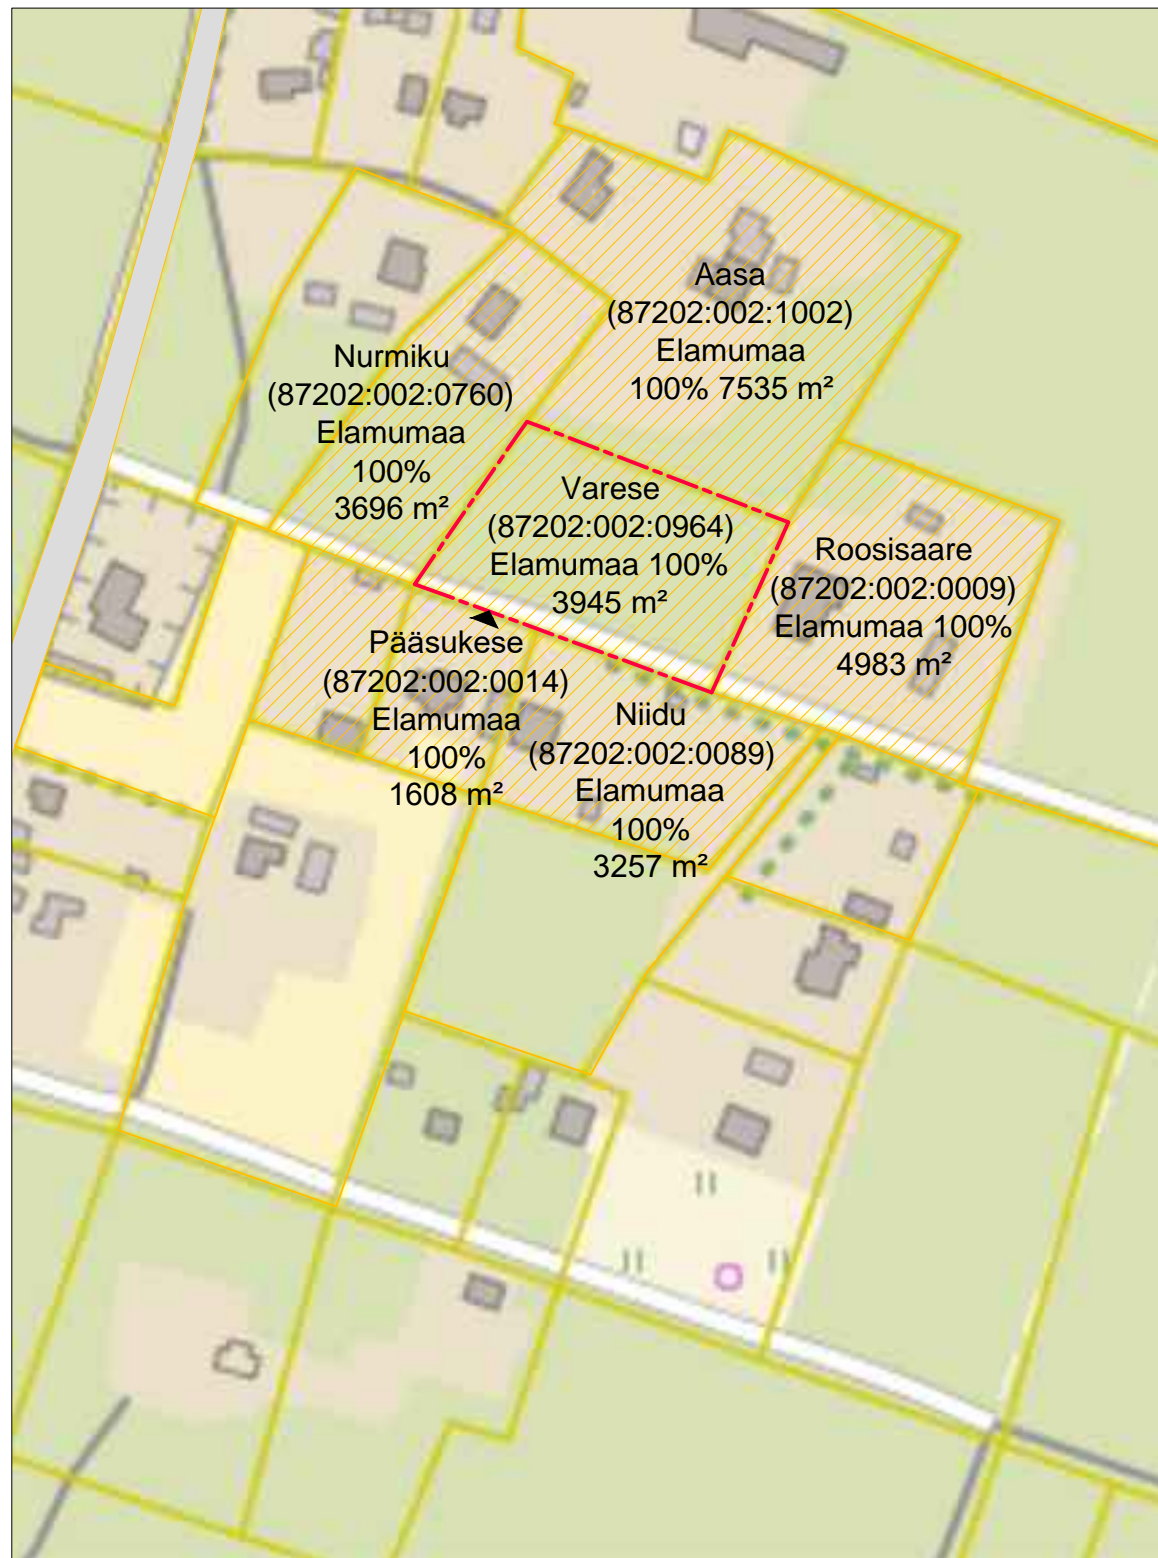 Aasa
(87202:002:1002)
Elamumaa
100% 7535 m²
Nurmiku
(87202:002:0760)
Elamumaa
100%
3696 m²
Varese
(87202:002:0964)
Elamumaa 100%
3945 m²
Roosisaare
(87202:002:0009)
Elamumaa 100%
4983 m²
Pääsukese
(87202:002:0014)
Elamumaa
100%
1608 m²
Niidu
(87202:002:0089)
Elamumaa
100%
3257 m²